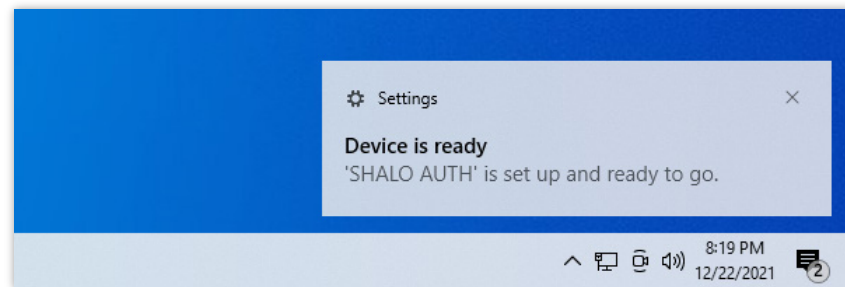 Settings
Device is ready
'SHALO AUTH' is set up and ready to go.
8:19 PM
12/22/2021
2